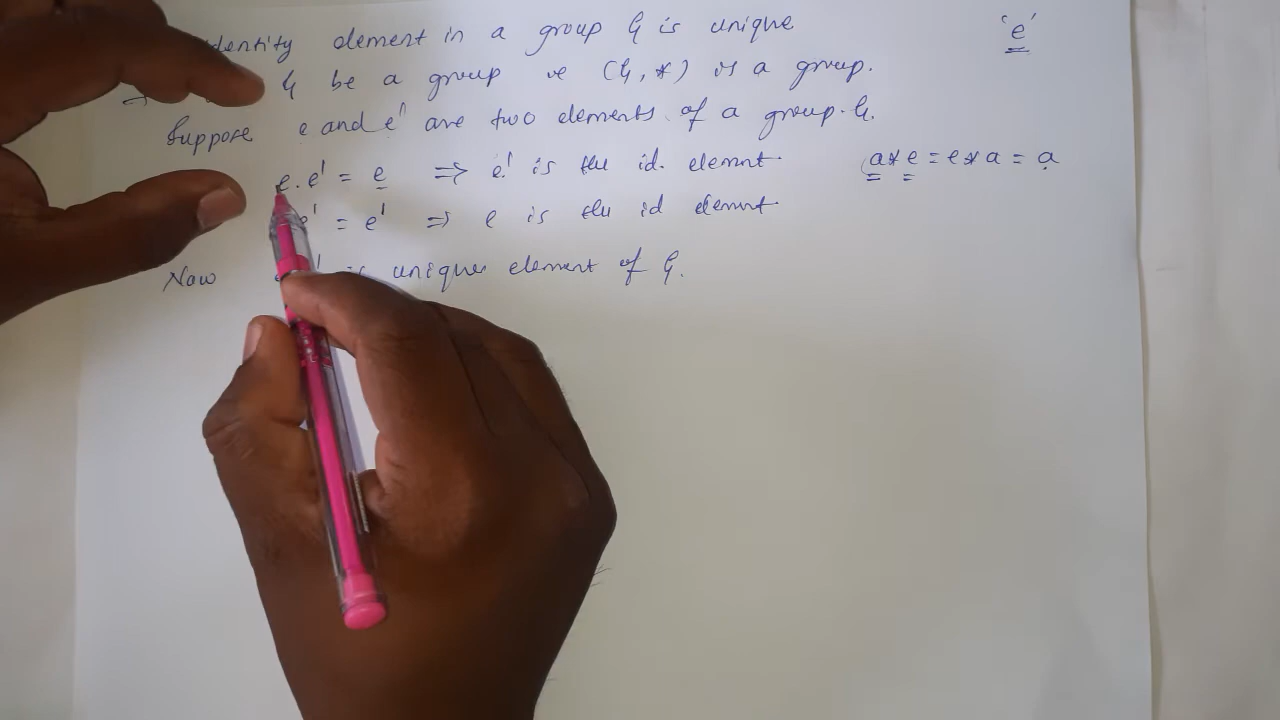 identity element in a group G is unique 'e'
G be a group ie (G, *) is a group.
Suppose e and e' are two elements of a group G.
e . e' = e => e' is the id. element. a * e = e * a = a
e' = e' => e is the id element.
Now ' is unique element of G.